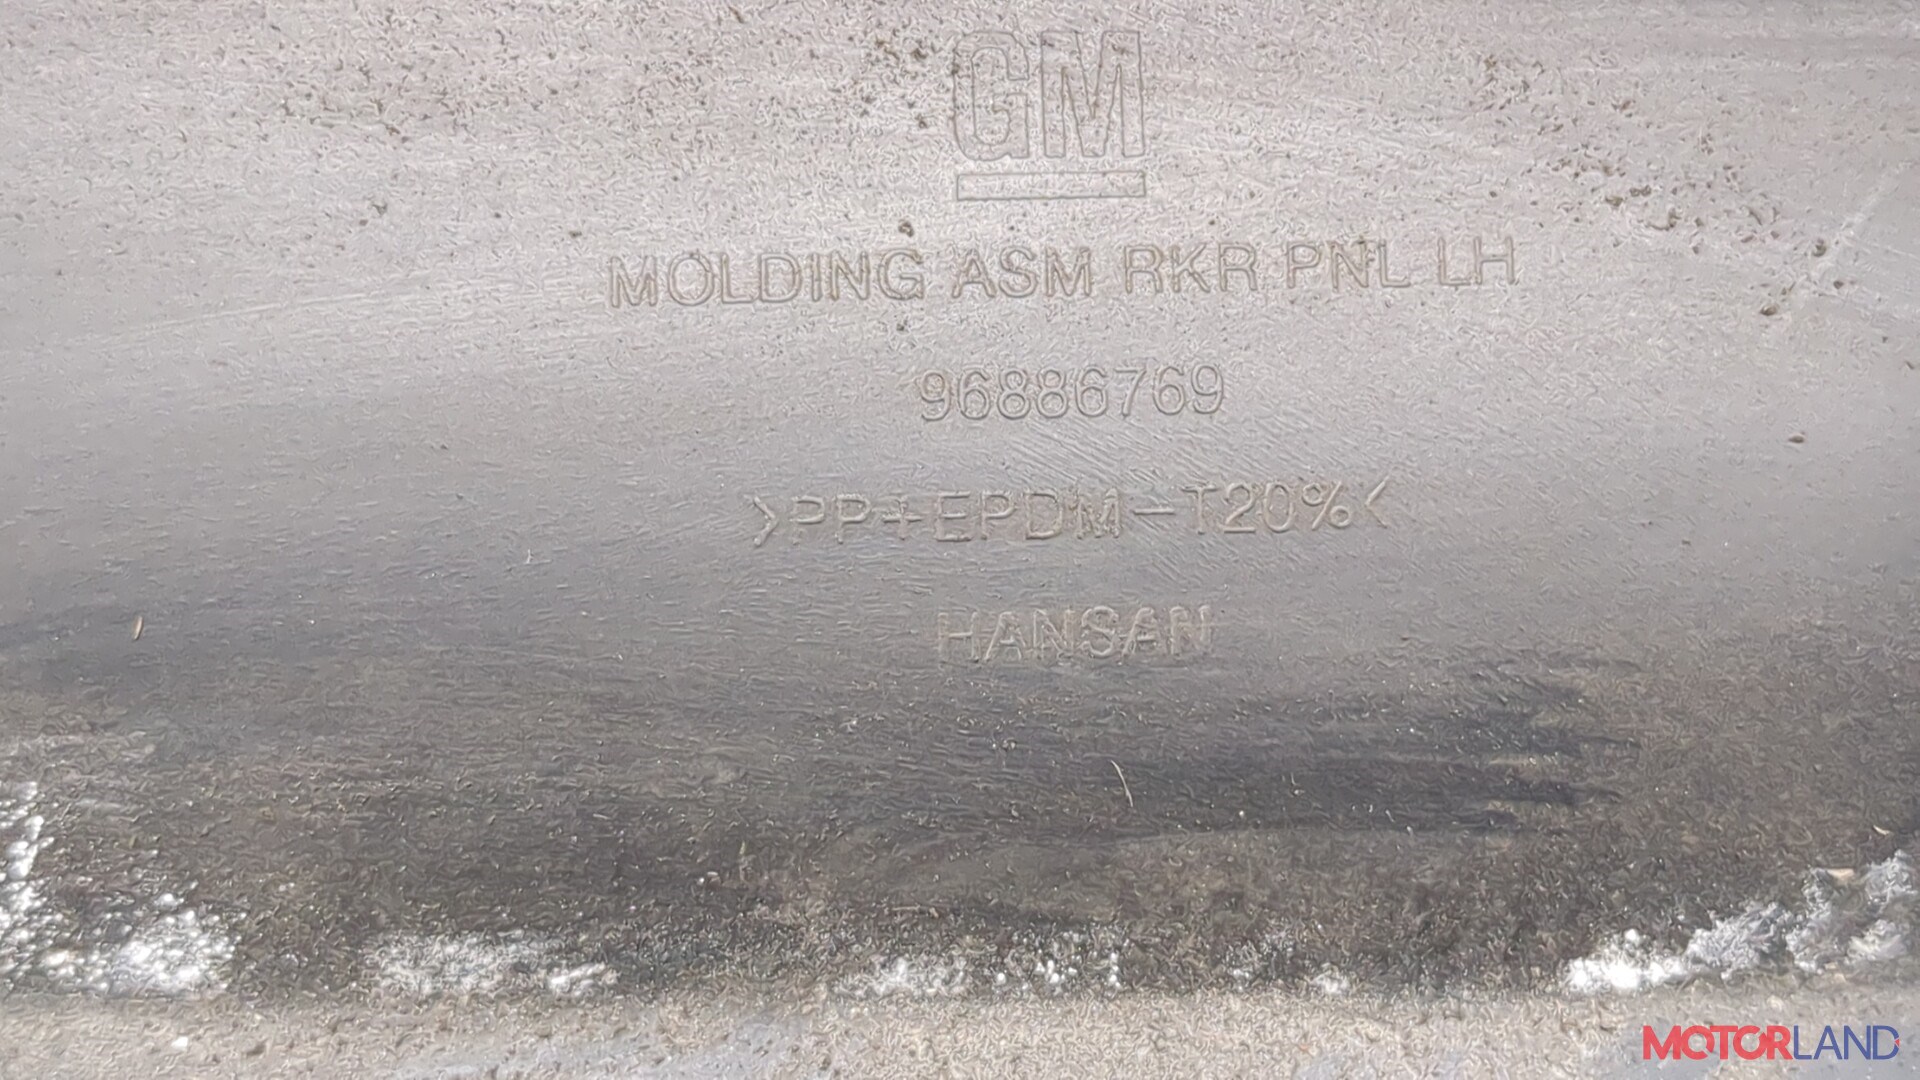 GM
MOLDING ASM RKR PNL LH
96886769
>PP+EPDM-T20%<
HANSAN
MOTORLAND